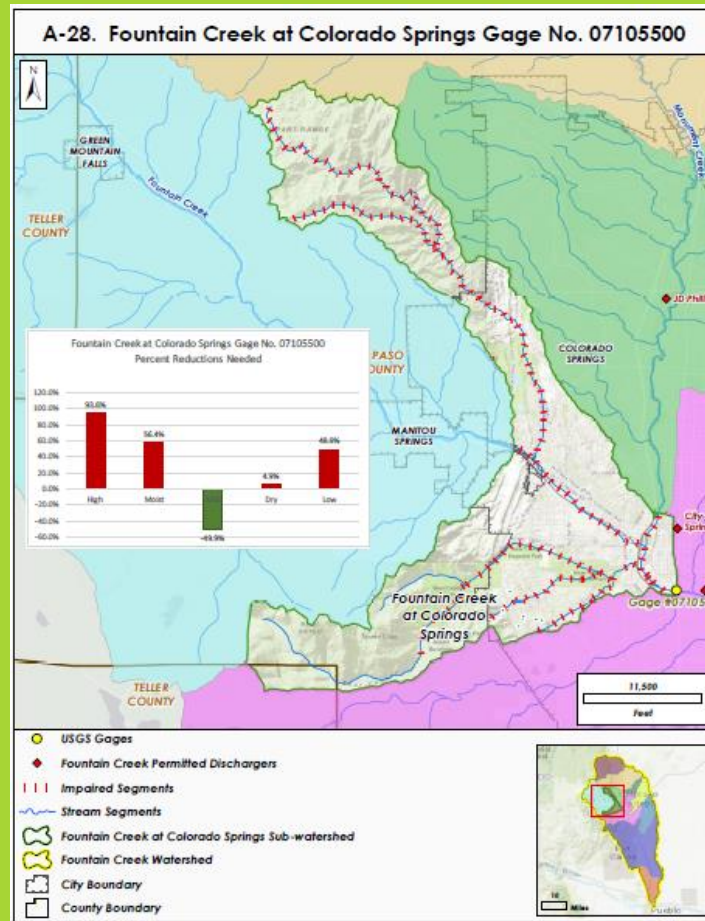 A-28. Fountain Creek at Colorado Springs Gage No. 07105500
N
GREEN
MOUNTAIN
FALLS
Fountain Creek
Monument Creek
TELLER
COUNTY
JD Phill
Fountain Creek at Colorado Springs Gage No. 07105500
Percent Reductions Needed
120.0%
100.0%
80.0%
60.0%
40.0%
20.0%
0.0%
-20.0%
-40.0%
-60.0%
93.8%
56.4%
-49.9%
4.9%
48.8%
High
Moist
Dry
Low
PASO
COUNTY
COLORADO
SPRINGS
MANITOU
SPRINGS
City
Sprin
Gage #07105
Fountain Creek
at Colorado
Springs
TELLER
COUNTY
11,500
Feet
USGS Gages
Fountain Creek Permitted Dischargers
Impaired Segments
Stream Segments
Fountain Creek at Colorado Springs Sub-watershed
Fountain Creek Watershed
City Boundary
County Boundary
10
Miles
Pueblo